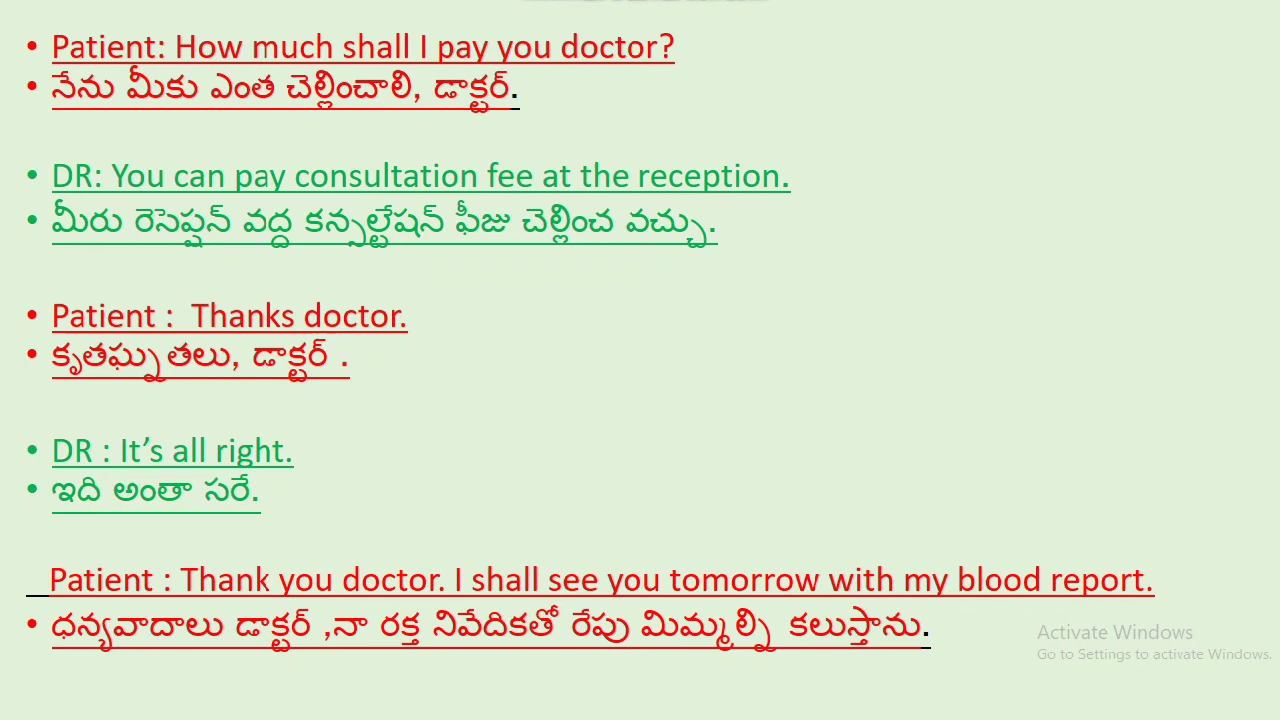 • Patient: How much shall I pay you doctor?
• నేను మీకు ఎంత చెల్లించాలి, డాక్టర్.
• DR: You can pay consultation fee at the reception.
• మీరు రెసెప్షన్ వద్ద కన్సల్టేషన్ ఫీజు చెల్లించ వచ్చు.
• Patient :  Thanks doctor.
• కృతఘ్నతలు, డాక్టర్ .
• DR : It’s all right.
• ఇది అంతా సరే.
Patient : Thank you doctor. I shall see you tomorrow with my blood report.
• ధన్యవాదాలు డాక్టర్ ,నా రక్త నివేదికతో రేపు మిమ్మల్ని  కలుస్తాను.
Activate Windows
Go to Settings to activate Windows.